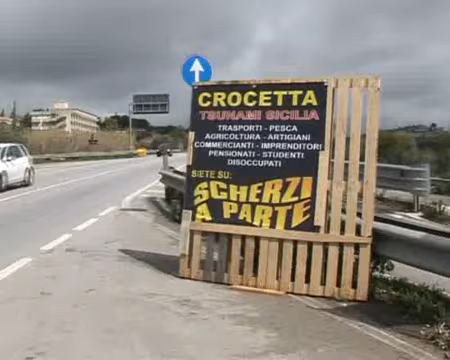 CROCETTA
TSUNAMI SICILIA
TRASPORTI - PESCA
AGRICOLTURA - ARTIGIANI
COMMERCIANTI - IMPRENDITORI
PENSIONATI - STUDENTI
DISOCCUPATI
SIETE SU:
SCHERZI
A PARTE